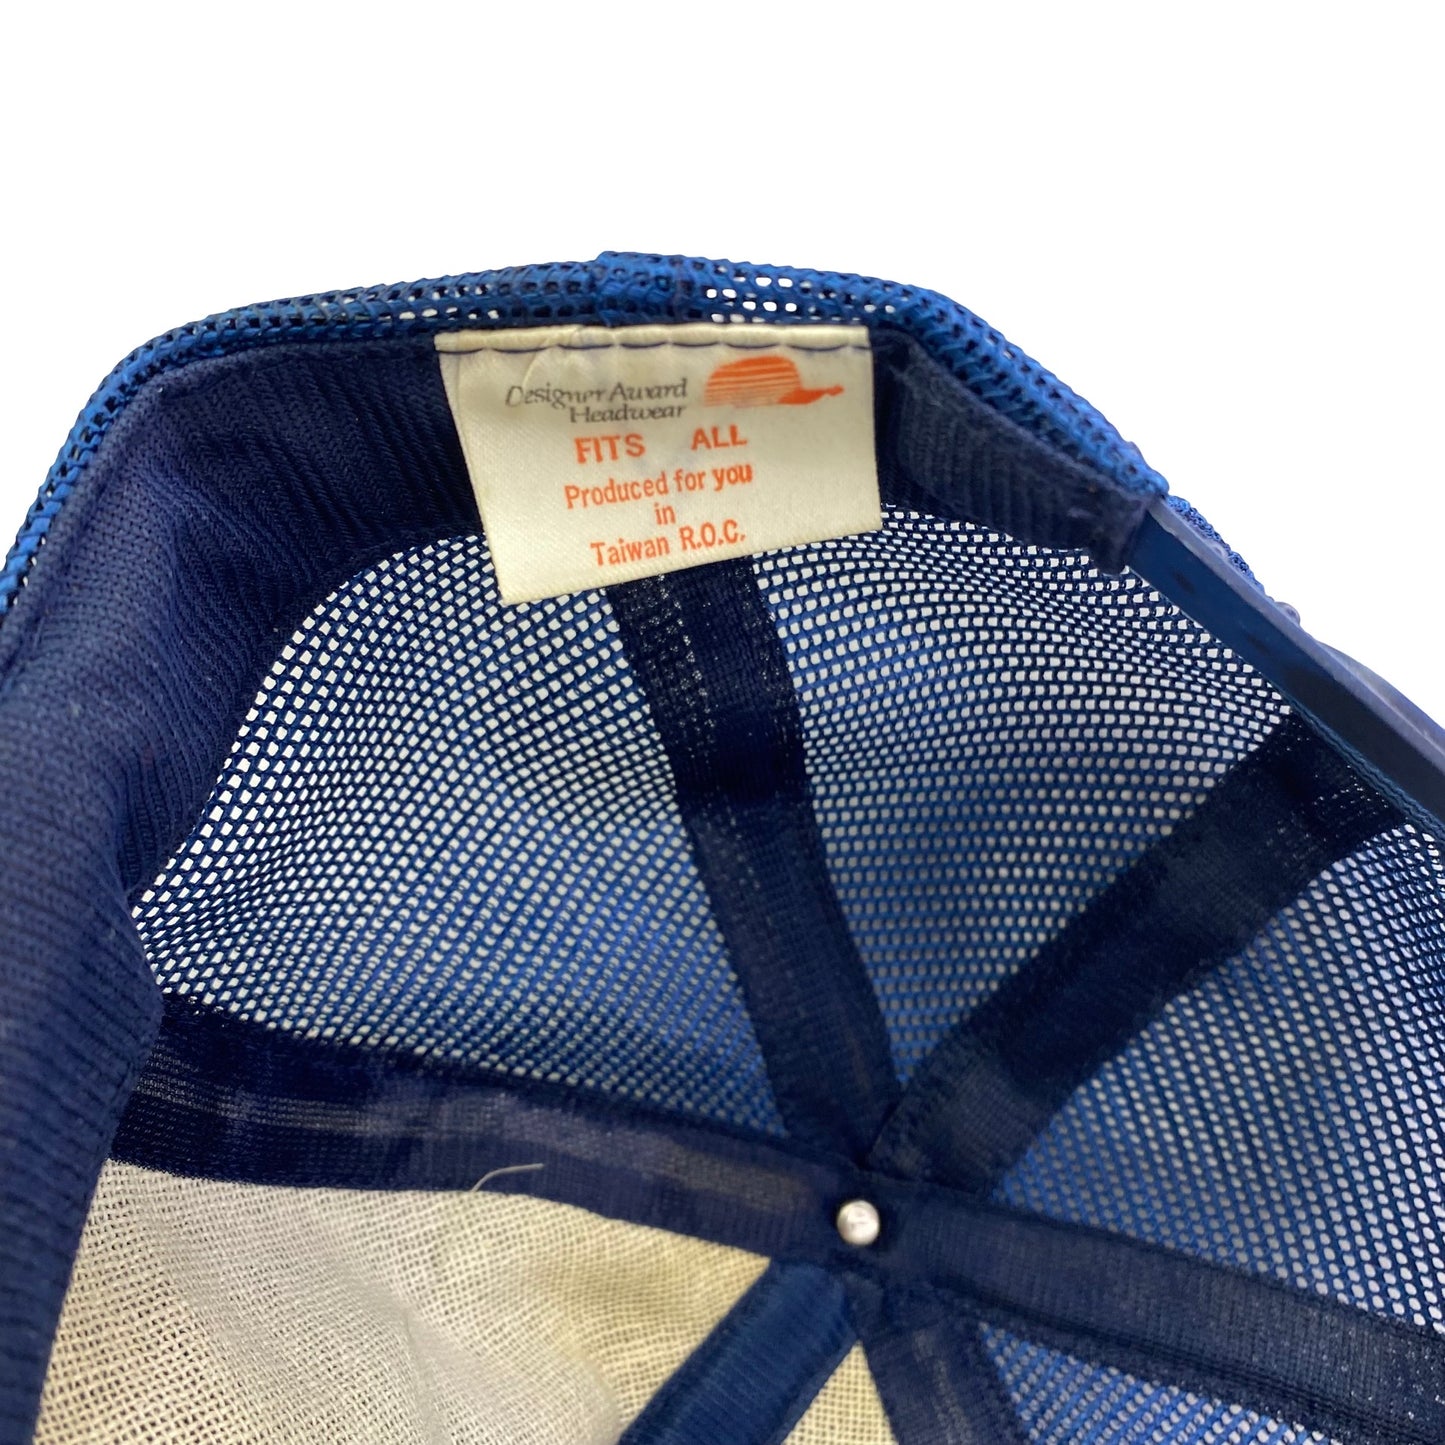 Designer Award
Headwear
FITS ALL
Produced for you
in
Taiwan R.O.C.